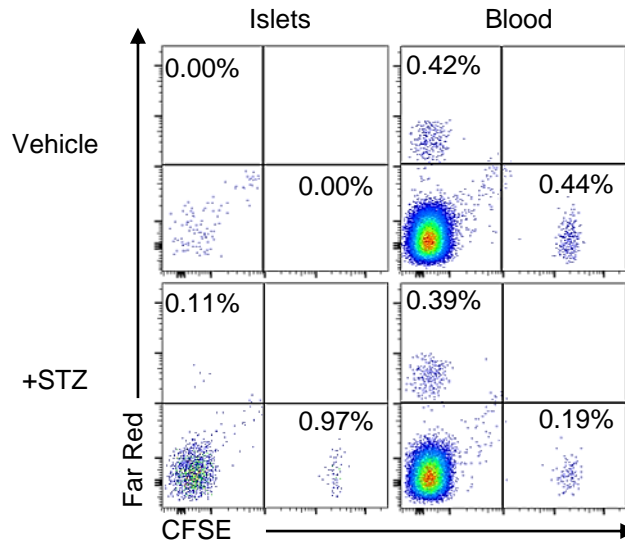 Islets
Blood
Vehicle
0.00%
0.42%
0.00%
0.44%
+STZ
0.11%
0.39%
0.97%
0.19%
Far Red
CFSE